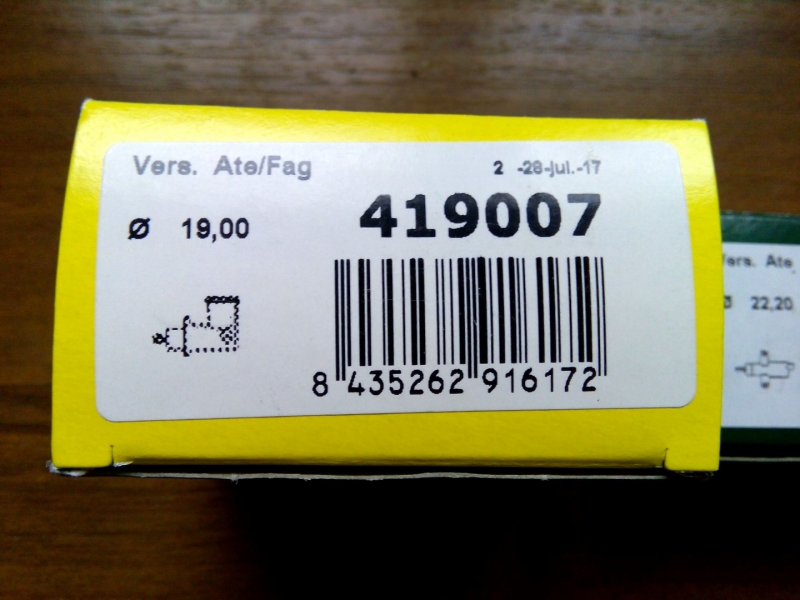 Vers. Ate/Fag
2 -28-jul.-17
Ø 19,00
419007
8 435262 916172
Vers. Ate
Ø 22,20